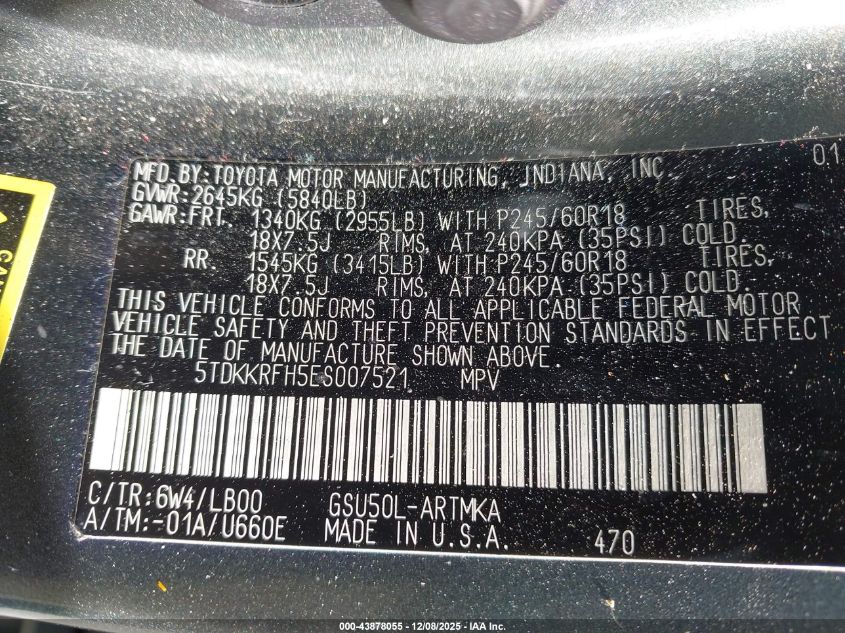 01
MFD.BY:TOYOTA MOTOR MANUFACTURING, INDIANA, INC.
GVWR:2645KG (5840LB)
GAWR:FRT. 1340KG (2955LB) WITH P245/60R18 TIRES,
18X7.5J RIMS, AT 240KPA (35PSI) COLD.
RR. 1545KG (3415LB) WITH P245/60R18 TIRES,
18X7.5J RIMS, AT 240KPA (35PSI) COLD.
THIS VEHICLE CONFORMS TO ALL APPLICABLE FEDERAL MOTOR
VEHICLE SAFETY AND THEFT PREVENTION STANDARDS IN EFFECT
THE DATE OF MANUFACTURE SHOWN ABOVE.
5TDKKRFH5ES007521 MPV
C/TR:6W4/LB00 GSU50L-ARTMKA
A/TM:-01A/U660E MADE IN U.S.A. 470
000-43878055 — 12/08/2025 — IAA Inc.